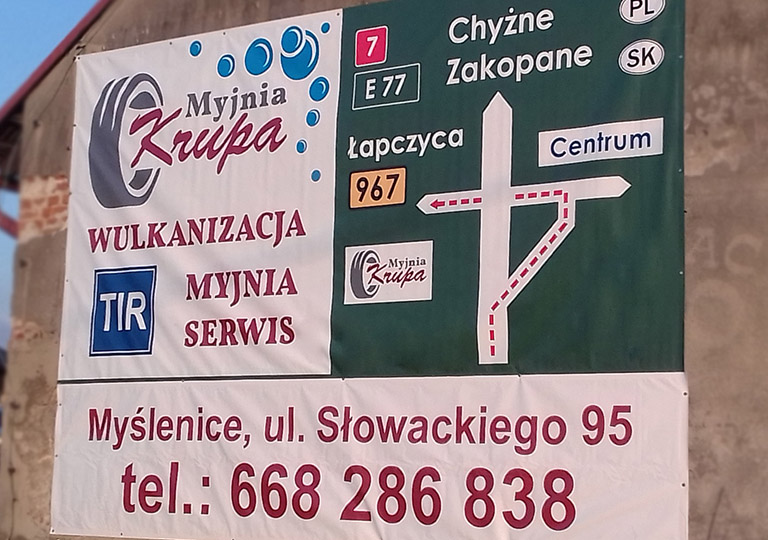 Myjnia
Krupa
WULKANIZACJA
TIR
MYJNIA
SERWIS
7
E 77
Chyżne
Zakopane
PL
SK
Łapczyca
967
Centrum
Myjnia
Krupa
Myślenice, ul. Słowackiego 95
tel.: 668 286 838